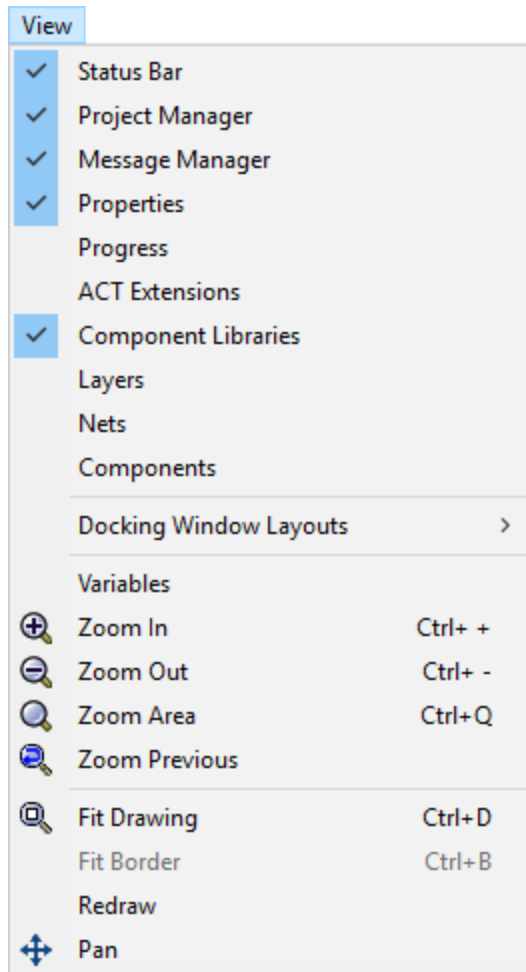 View
Status Bar
Project Manager
Message Manager
Properties
Progress
ACT Extensions
Component Libraries
Layers
Nets
Components
Docking Window Layouts
Variables
Zoom In Ctrl+ +
Zoom Out Ctrl+ -
Zoom Area Ctrl+Q
Zoom Previous
Fit Drawing Ctrl+D
Fit Border Ctrl+B
Redraw
Pan